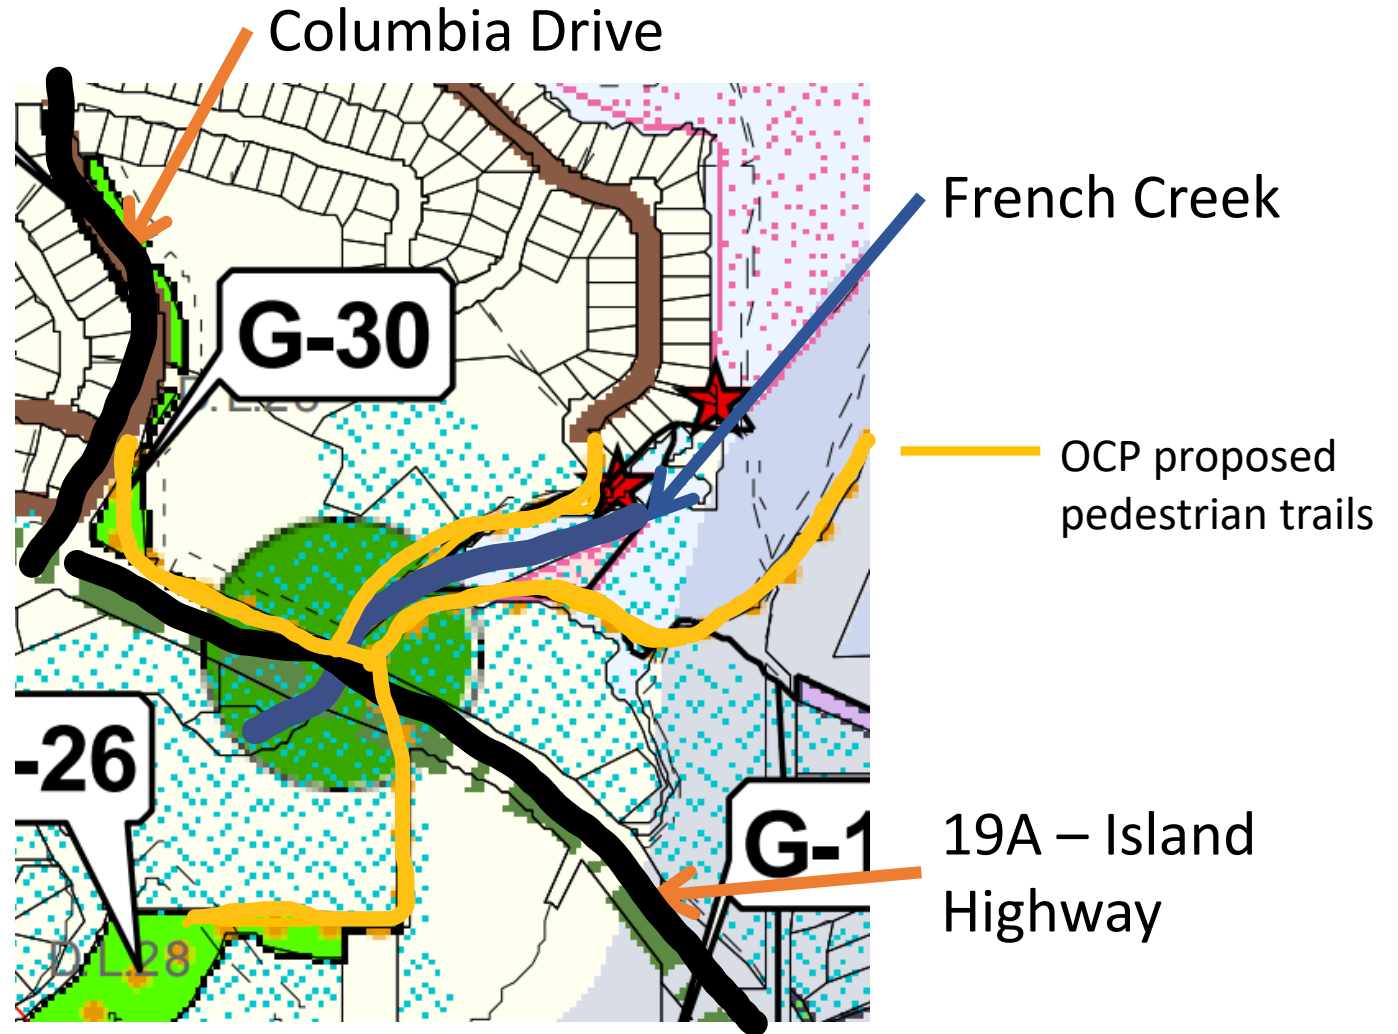 Columbia Drive
French Creek
G-30
OCP proposed
pedestrian trails
-26
G-1
19A – Island
Highway
D.L.28